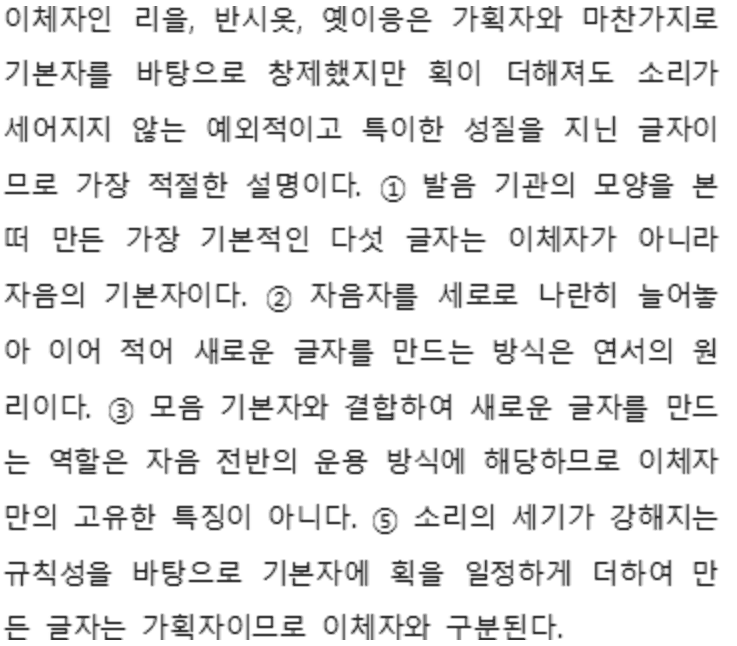 이체자인 리을, 반시옷, 옛이응은 가획자와 마찬가지로
기본자를 바탕으로 창제했지만 획이 더해져도 소리가
세어지지 않는 예외적이고 특이한 성질을 지닌 글자이
므로 가장 적절한 설명이다. ① 발음 기관의 모양을 본
떠 만든 가장 기본적인 다섯 글자는 이체자가 아니라
자음의 기본자이다. ② 자음자를 세로로 나란히 늘어놓
아 이어 적어 새로운 글자를 만드는 방식은 연서의 원
리이다. ③ 모음 기본자와 결합하여 새로운 글자를 만드
는 역할은 자음 전반의 운용 방식에 해당하므로 이체자
만의 고유한 특징이 아니다. ⑤ 소리의 세기가 강해지는
규칙성을 바탕으로 기본자에 획을 일정하게 더하여 만
든 글자는 가획자이므로 이체자와 구분된다.